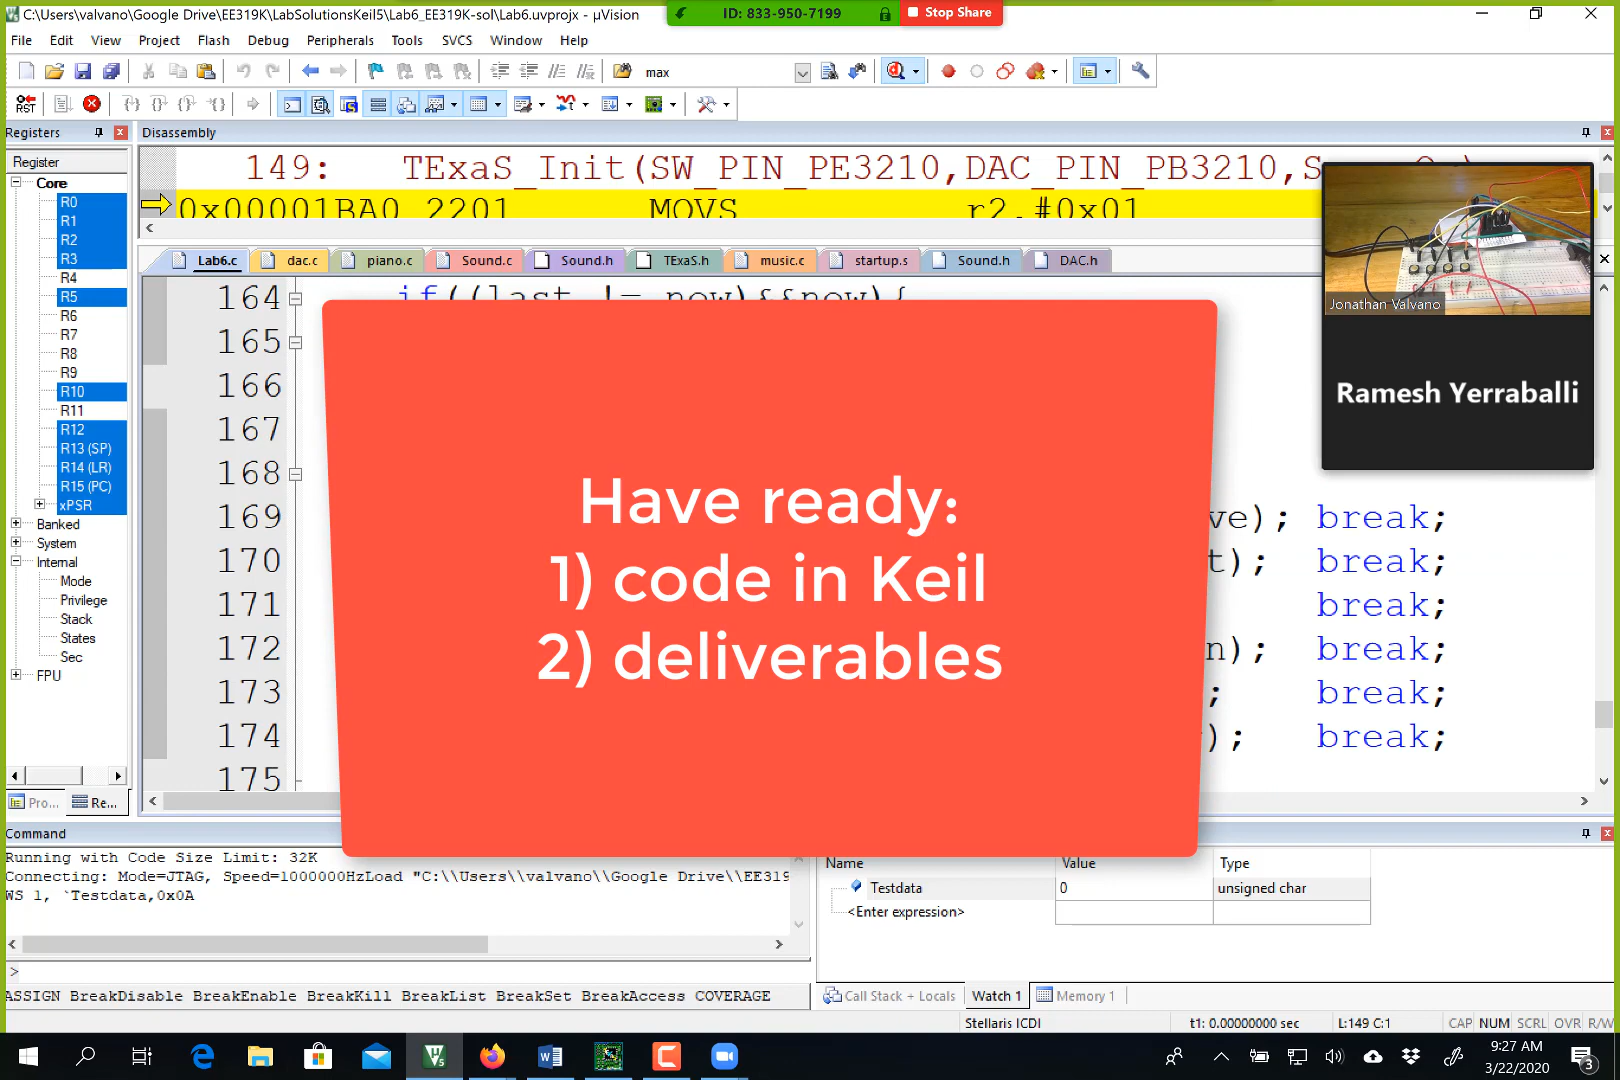 C:\Users\valvano\Google Drive\EE319K\LabSolutionsKeil5\Lab6_EE319K-sol\Lab6.uvprojx - µVision
ID: 833-950-7199
Stop Share
File Edit View Project Flash Debug Peripherals Tools SVCS Window Help
max
RST
Registers
Disassembly
Register
149: TExaS_Init(SW_PIN_PE3210,DAC_PIN_PB3210,S
0x00001BA0 2201 MOVS r2,#0x01
Core
R0
R1
R2
R3
R4
R5
R6
R7
R8
R9
R10
R11
R12
R13 (SP)
R14 (LR)
R15 (PC)
xPSR
Banked
System
Internal
Mode
Privilege
Stack
States
Sec
FPU
Pro...
Re...
Lab6.c dac.c piano.c Sound.c Sound.h TExaS.h music.c startup.s Sound.h DAC.h
164 if((last != now)&&now){
165
166
167
168
169 ve); break;
170 t); break;
171 break;
172 n); break;
173 ; break;
174 ); break;
175
Jonathan Valvano
Ramesh Yerraballi
Have ready:
1) code in Keil
2) deliverables
Command
Running with Code Size Limit: 32K
Connecting: Mode=JTAG, Speed=1000000HzLoad "C:\\Users\\valvano\\Google Drive\\EE319
WS 1, `Testdata,0x0A
>
ASSIGN BreakDisable BreakEnable BreakKill BreakList BreakSet BreakAccess COVERAGE
Name Value Type
Testdata 0 unsigned char
<Enter expression>
Call Stack + Locals Watch 1 Memory 1
Stellaris ICDI t1: 0.00000000 sec L:149 C:1 CAP NUM SCRL OVR R/W
9:27 AM
3/22/2020
3